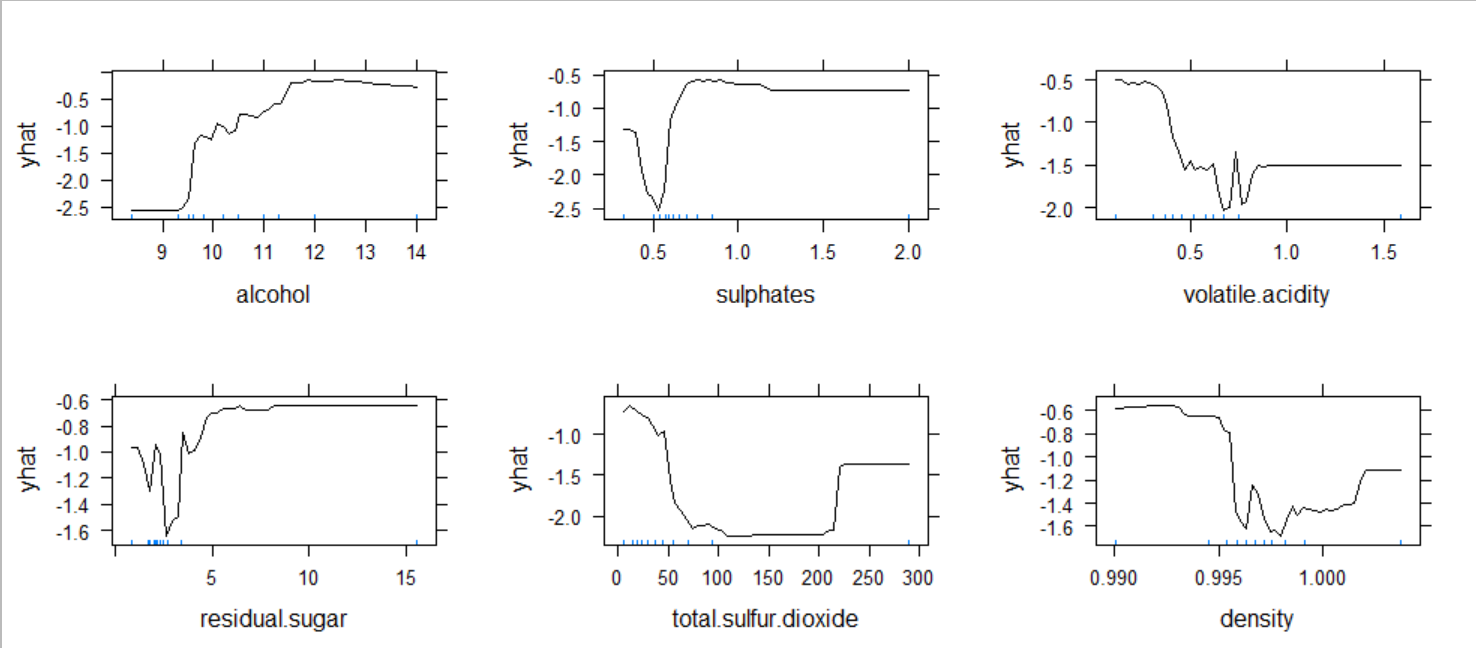 yhat
-0.5
-1.0
-1.5
-2.0
-2.5
9 10 11 12 13 14
alcohol
yhat
-0.5
-1.0
-1.5
-2.0
-2.5
0.5 1.0 1.5 2.0
sulphates
yhat
-0.5
-1.0
-1.5
-2.0
0.5 1.0 1.5
volatile.acidity
yhat
-0.6
-0.8
-1.0
-1.2
-1.4
-1.6
5 10 15
residual.sugar
yhat
-1.0
-1.5
-2.0
0 50 100 150 200 250 300
total.sulfur.dioxide
yhat
-0.6
-0.8
-1.0
-1.2
-1.4
-1.6
0.990 0.995 1.000
density